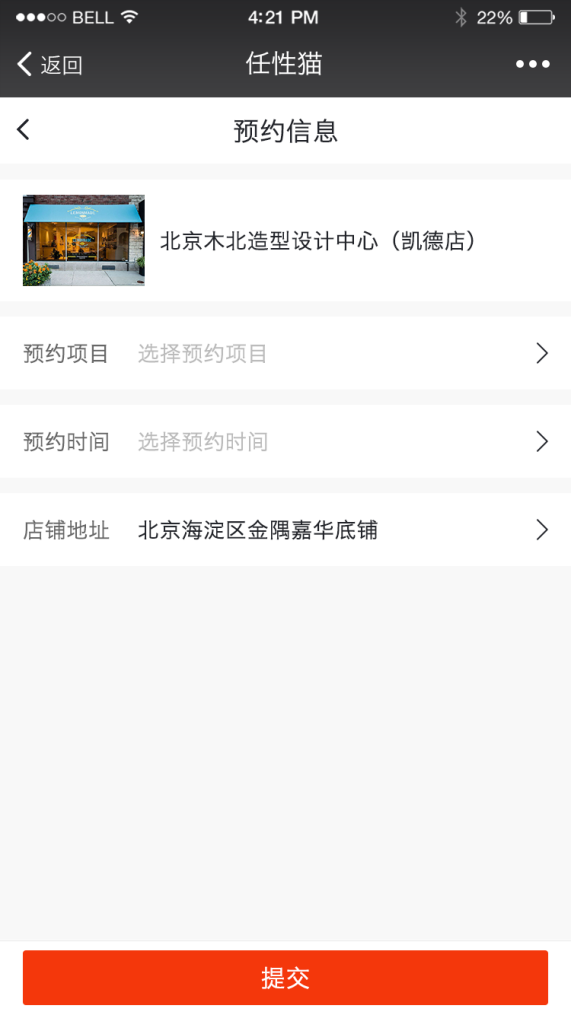 BELL 4:21 PM 22%
返回 任性猫
预约信息
北京木北造型设计中心（凯德店）
预约项目 选择预约项目
预约时间 选择预约时间
店铺地址 北京海淀区金隅嘉华底铺
提交